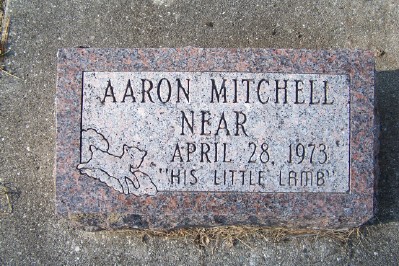 AARON MITCHELL
NEAR
APRIL 28, 1973
"HIS LITTLE LAMB"